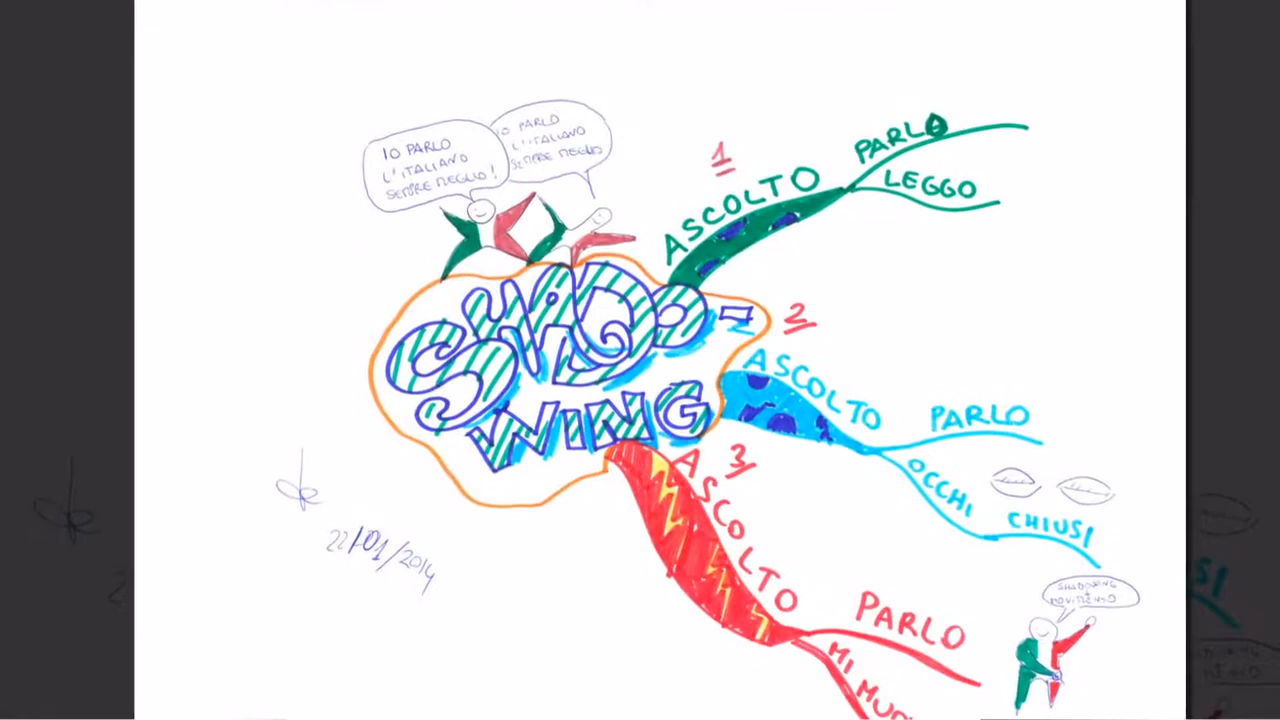 IO PARLO
L'ITALIANO
SEMPRE MEGLIO!
IO PARLO
L'ITALIANO
SEMPRE MEGLIO
SHADO-
WING
1
ASCOLTO
PARLO
LEGGO
2
ASCOLTO
PARLO
OCCHI CHIUSI
3
ASCOLTO
PARLO
MI
SHADOWING
+
MOVIMENTO
22/01/2014